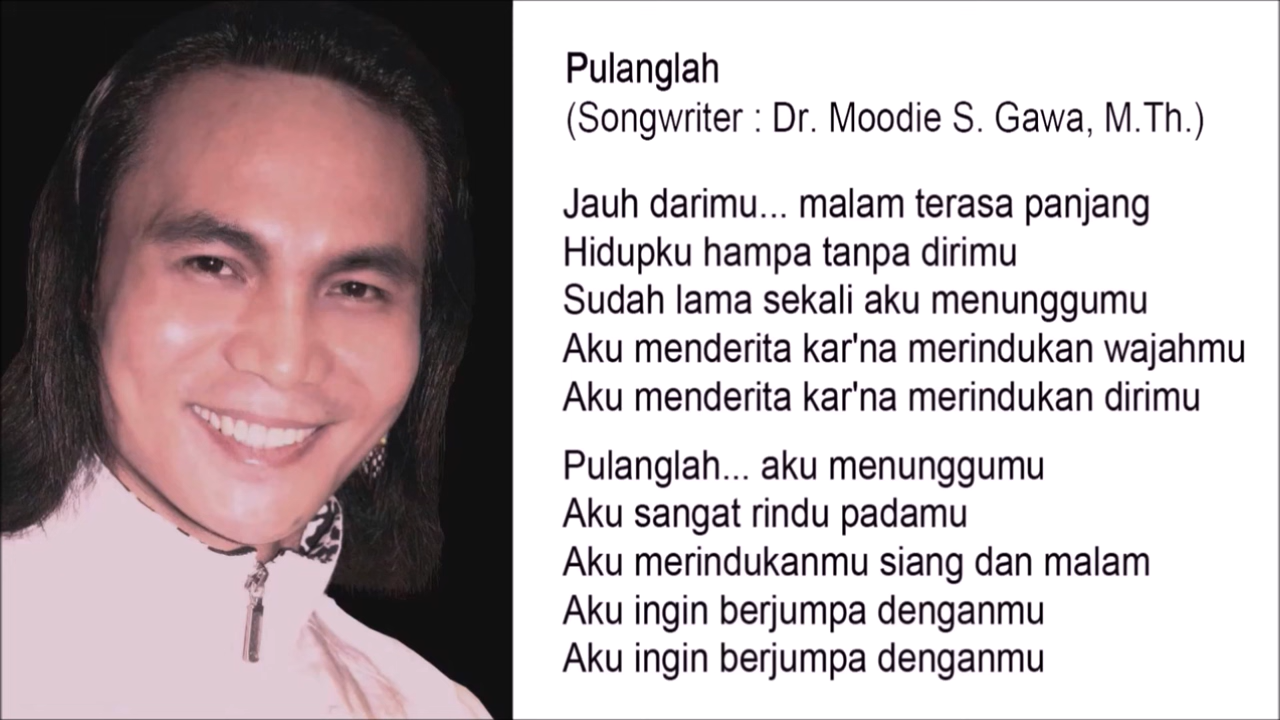 Pulanglah
(Songwriter : Dr. Moodie S. Gawa, M.Th.)
Jauh darimu... malam terasa panjang
Hidupku hampa tanpa dirimu
Sudah lama sekali aku menunggumu
Aku menderita kar'na merindukan wajahmu
Aku menderita kar'na merindukan dirimu
Pulanglah... aku menunggumu
Aku sangat rindu padamu
Aku merindukanmu siang dan malam
Aku ingin berjumpa denganmu
Aku ingin berjumpa denganmu